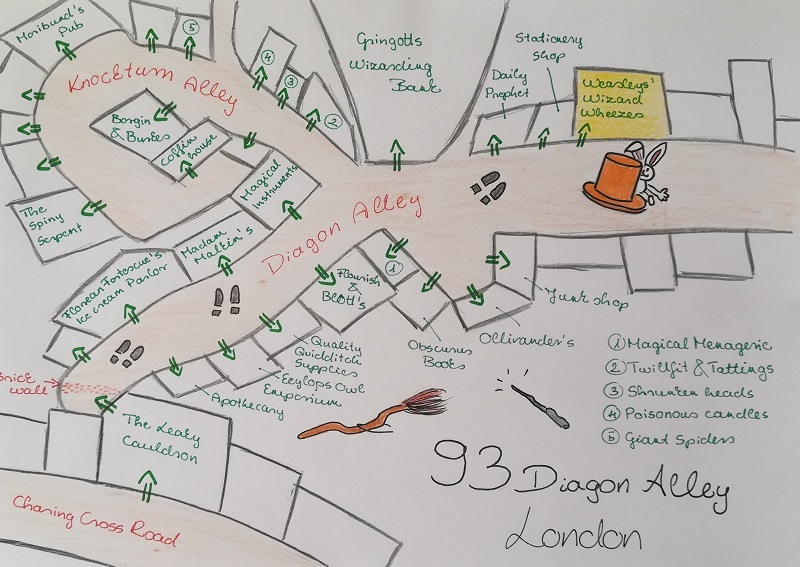 Moribund's
Pub
⑤
④
③
②
Knockturn Alley
Borgin
& Burkes
Coffin
house
Gringotts
Wizarding
Bank
Stationery
Shop
Daily
Prophet
Weasleys'
Wizard
Wheezes
Magical
Instruments
The
Spiny
Serpent
Madam
Malkin's
Diagon Alley
Florean Fortescue's
Ice cream Parlor
Flourish
& Blott's
①
Junk shop
Ollivander's
Obscurus
Books
Quality
Quidditch
Supplies
Eeylops Owl
Emporium
Apothecary
Brick
wall
The Leaky
Cauldson
Charing Cross Road
① Magical Menagerie
② Twilfit & Tattings
③ Shrunken heads
④ Poisonous candles
⑤ Giant Spiders
93 Diagon Alley
London